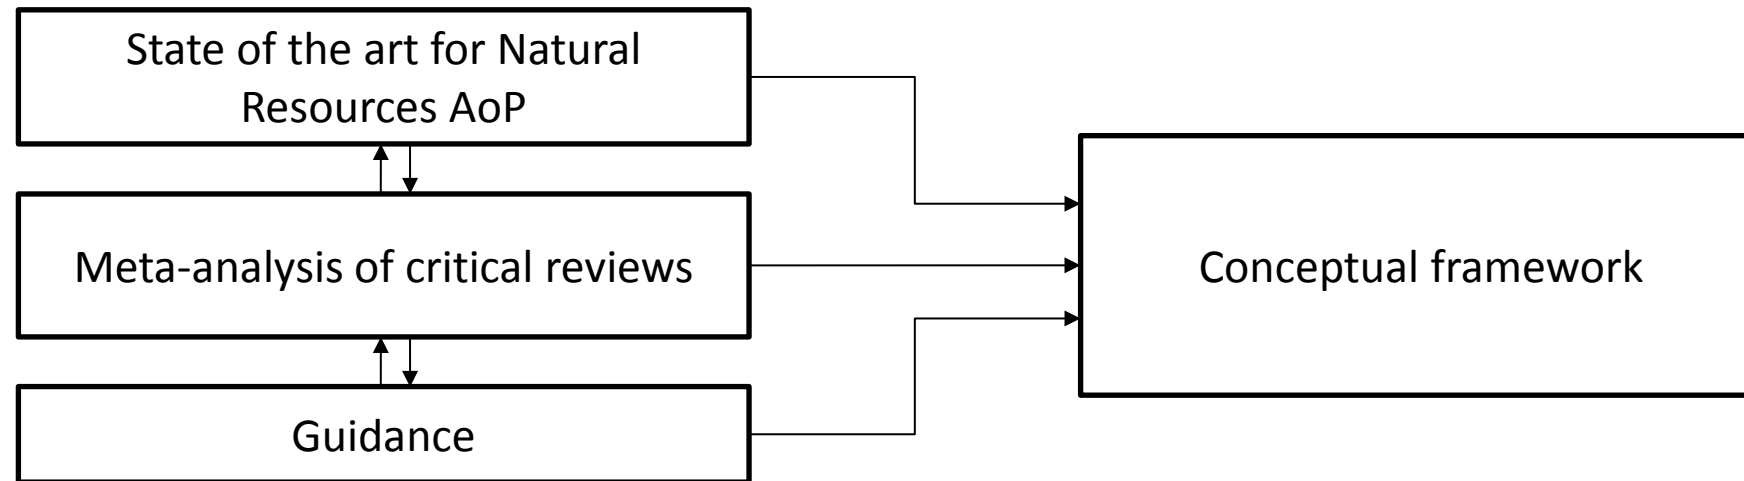 State of the art for Natural
Resources AoP
Meta-analysis of critical reviews
Conceptual framework
Guidance